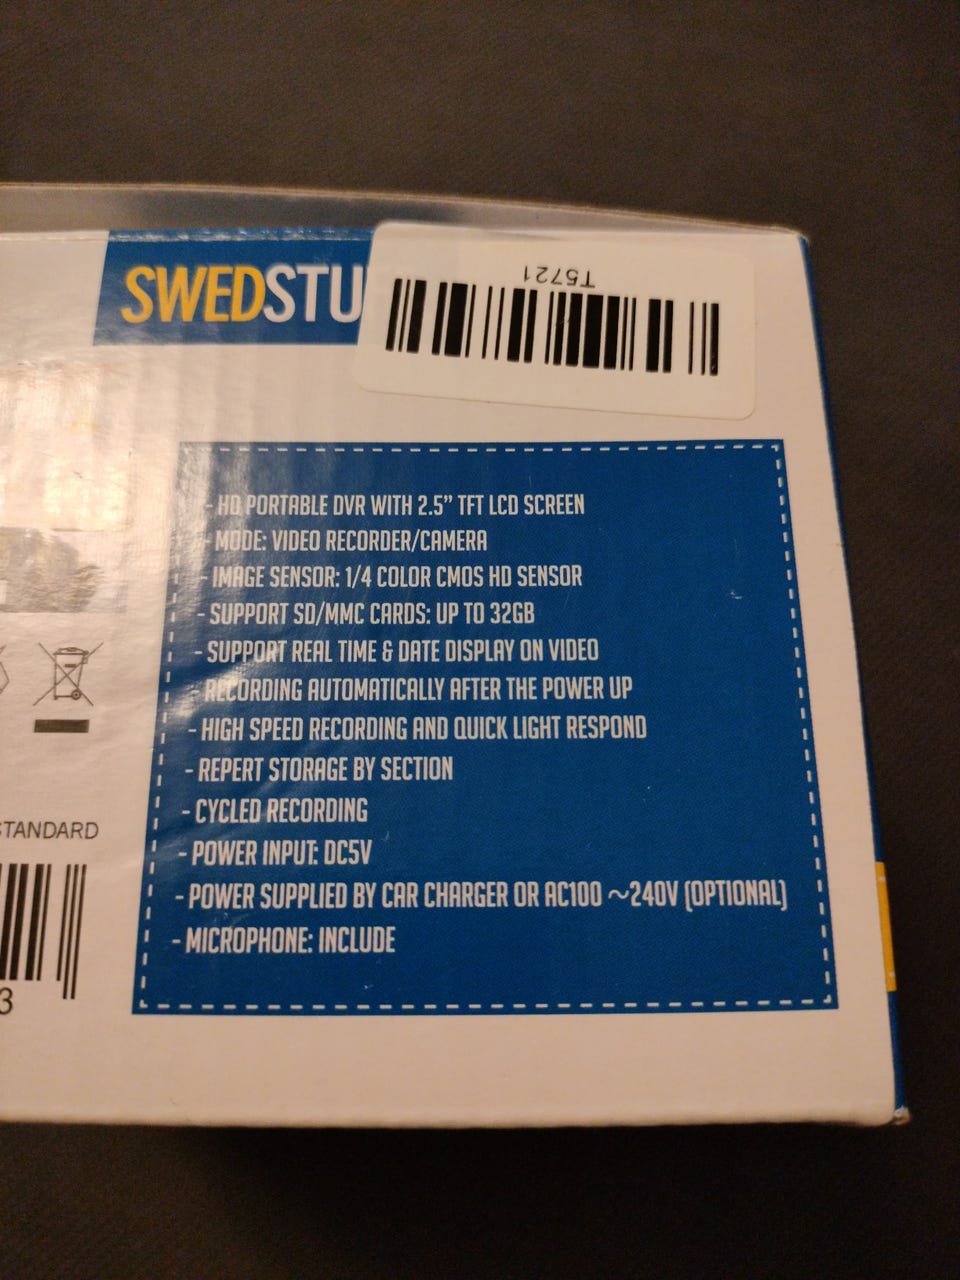 SWEDSTU
T5721
- HD PORTABLE DVR WITH 2.5" TFT LCD SCREEN
- MODE: VIDEO RECORDER/CAMERA
- IMAGE SENSOR: 1/4 COLOR CMOS HD SENSOR
- SUPPORT SD/MMC CARDS: UP TO 32GB
- SUPPORT REAL TIME & DATE DISPLAY ON VIDEO
- RECORDING AUTOMATICALLY AFTER THE POWER UP
- HIGH SPEED RECORDING AND QUICK LIGHT RESPOND
- REPERT STORAGE BY SECTION
- CYCLED RECORDING
- POWER INPUT: DC5V
- POWER SUPPLIED BY CAR CHARGER OR AC100 ~240V (OPTIONAL)
- MICROPHONE: INCLUDE
STANDARD
3